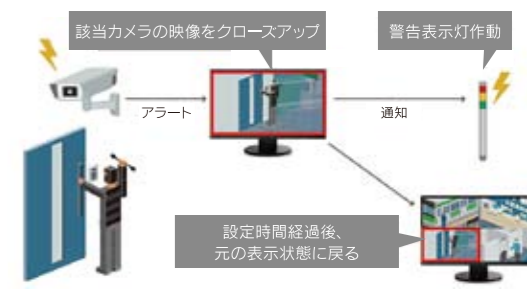 該当カメラの映像をクローズアップ
警告表示灯作動
アラート
通知
設定時間経過後、
元の表示状態に戻る